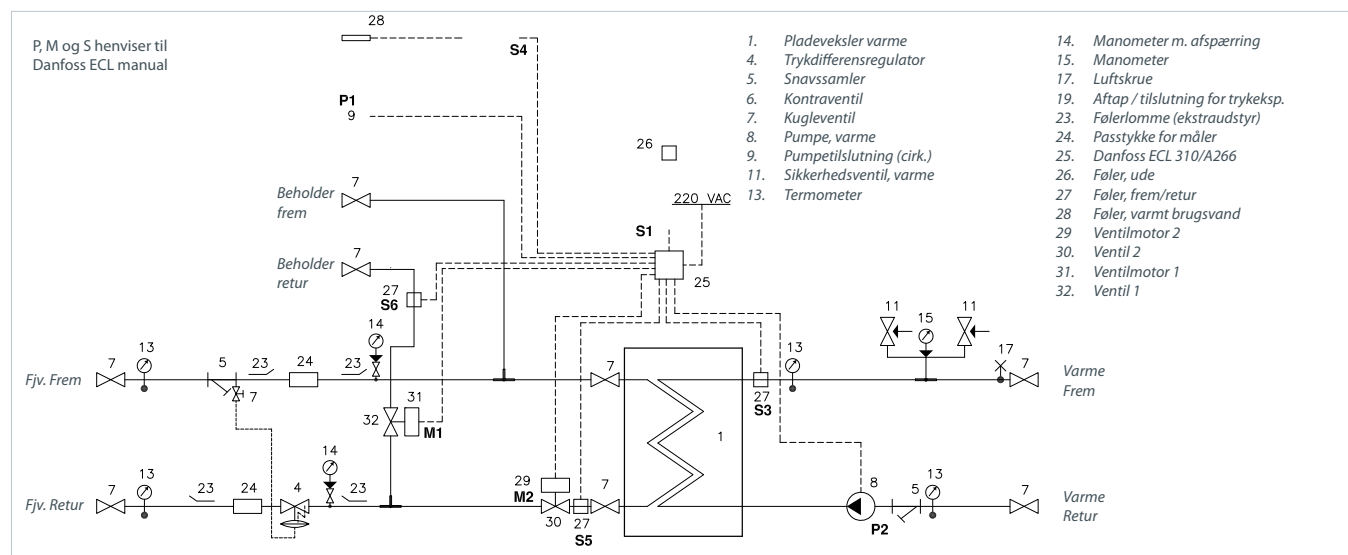 P, M og S henviser til
Danfoss ECL manual
28
S4
P1
9
26
7
Beholder
frem
220 VAC
S1
7
Beholder
retur
27
S6
25
14
11
15
11
13
5
23
24
23
7
13
17
7
Fjv. Frem
7
7
Varme
Frem
27
S3
31
32
M1
1
14
13
23
24
4
23
29
M2
7
8
5
13
7
Fjv. Retur
7
30
27
S5
P2
Varme
Retur
1. Pladeveksler varme
4. Trykdifferensregulator
5. Snavssamler
6. Kontraventil
7. Kugleventil
8. Pumpe, varme
9. Pumpetilslutning (cirk.)
11. Sikkerhedsventil, varme
13. Termometer
14. Manometer m. afspærring
15. Manometer
17. Luftskrue
19. Aftap / tilslutning for trykeksp.
23. Følerlomme (ekstraudstyr)
24. Passtykke for måler
25. Danfoss ECL 310/A266
26. Føler, ude
27 Føler, frem/retur
28 Føler, varmt brugsvand
29 Ventilmotor 2
30. Ventil 2
31. Ventilmotor 1
32. Ventil 1